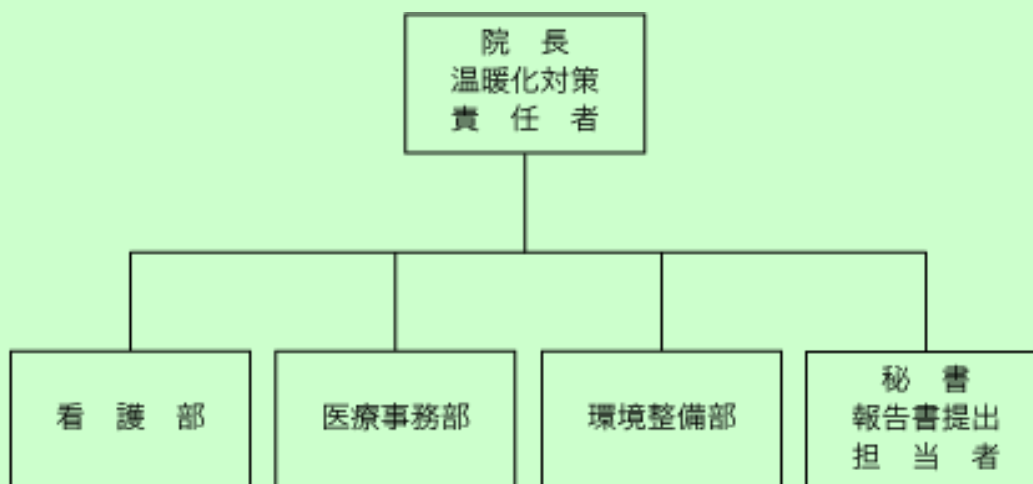 院　長
温暖化対策
責　任　者
看　護　部
医療事務部
環境整備部
秘　書
報告書提出
担　当　者